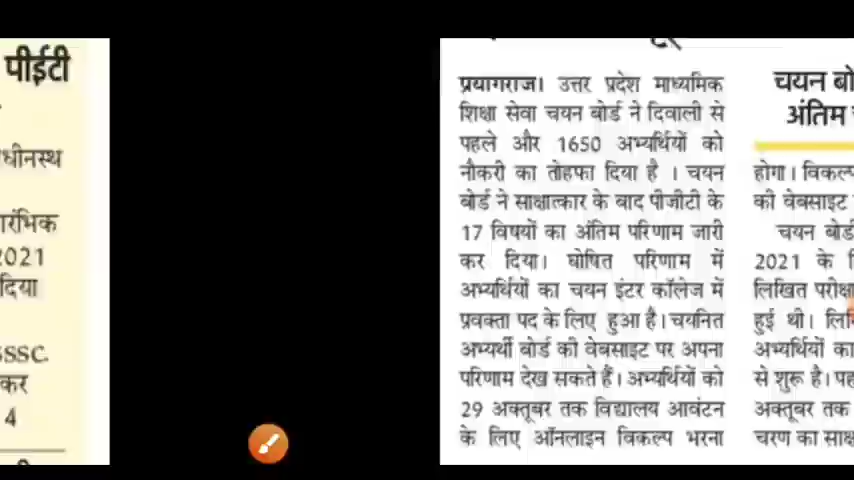 पीईटी
धीनस्थ
ारंभिक
2021
दिया
SSSC.
कर
4
प्रयागराज। उत्तर प्रदेश माध्यमिक
शिक्षा सेवा चयन बोर्ड ने दिवाली से
पहले और 1650 अभ्यर्थियों को
नौकरी का तोहफा दिया है । चयन
बोर्ड ने साक्षात्कार के बाद पीजीटी के
17 विषयों का अंतिम परिणाम जारी
कर दिया। घोषित परिणाम में
अभ्यर्थियों का चयन इंटर कॉलेज में
प्रवक्ता पद के लिए हुआ है। चयनित
अभ्यर्थी बोर्ड की वेबसाइट पर अपना
परिणाम देख सकते हैं। अभ्यर्थियों को
29 अक्तूबर तक विद्यालय आवंटन
के लिए ऑनलाइन विकल्प भरना
चयन बो
अंतिम
होगा। विकल्प
की वेबसाइट
चयन बोर्ड
2021 के
लिखित परीक्षा
हुई थी। लि
अभ्यर्थियों का
से शुरू है। पह
अक्तूबर तक
चरण का साक्ष